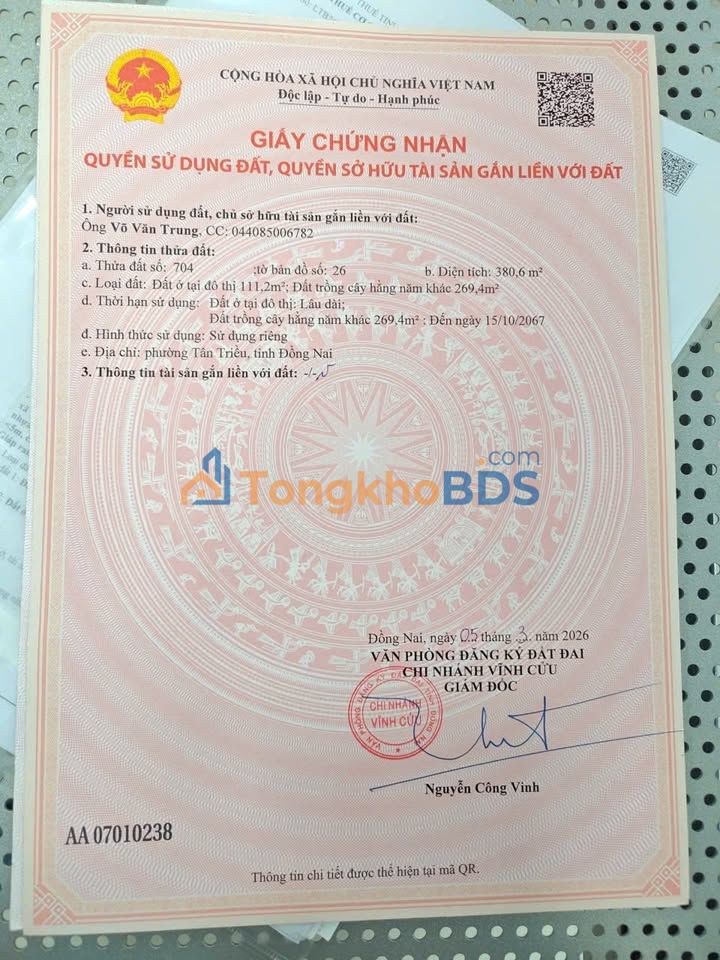 CỘNG HÒA XÃ HỘI CHỦ NGHĨA VIỆT NAM
Độc lập - Tự do - Hạnh phúc
GIẤY CHỨNG NHẬN
QUYỀN SỬ DỤNG ĐẤT, QUYỀN SỞ HỮU TÀI SẢN GẮN LIỀN VỚI ĐẤT
1. Người sử dụng đất, chủ sở hữu tài sản gắn liền với đất:
Ông Võ Văn Trung, CC: 044085006782
2. Thông tin thửa đất:
a. Thửa đất số: 704 ;tờ bản đồ số: 26 b. Diện tích: 380,6 m²
c. Loại đất: Đất ở tại đô thị 111,2m²; Đất trồng cây hằng năm khác 269,4m²
d. Thời hạn sử dụng: Đất ở tại đô thị: Lâu dài;
Đất trồng cây hằng năm khác 269,4m² ; Đến ngày 15/10/2067
đ. Hình thức sử dụng: Sử dụng riêng
e. Địa chỉ: phường Tân Triều, tỉnh Đồng Nai
3. Thông tin tài sản gắn liền với đất: -/-
TongkhoBDS.com
Đồng Nai, ngày 05 tháng 3 năm 2026
VĂN PHÒNG ĐĂNG KÝ ĐẤT ĐAI
CHI NHÁNH VĨNH CỬU
GIÁM ĐỐC
VĂN PHÒNG ĐĂNG KÝ ĐẤT ĐAI TỈNH ĐỒNG NAI
CHI NHÁNH
VĨNH CỬU
Nguyễn Công Vinh
AA 07010238
Thông tin chi tiết được thể hiện tại mã QR.